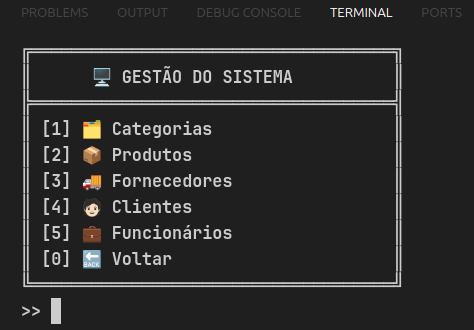 PROBLEMS OUTPUT DEBUG CONSOLE TERMINAL PORTS
🖥️ GESTÃO DO SISTEMA
[1] 🗂️ Categorias
[2] 📦 Produtos
[3] 🚚 Fornecedores
[4] 🧑🏻 Clientes
[5] 💼 Funcionários
[0] 🔙 Voltar
>>